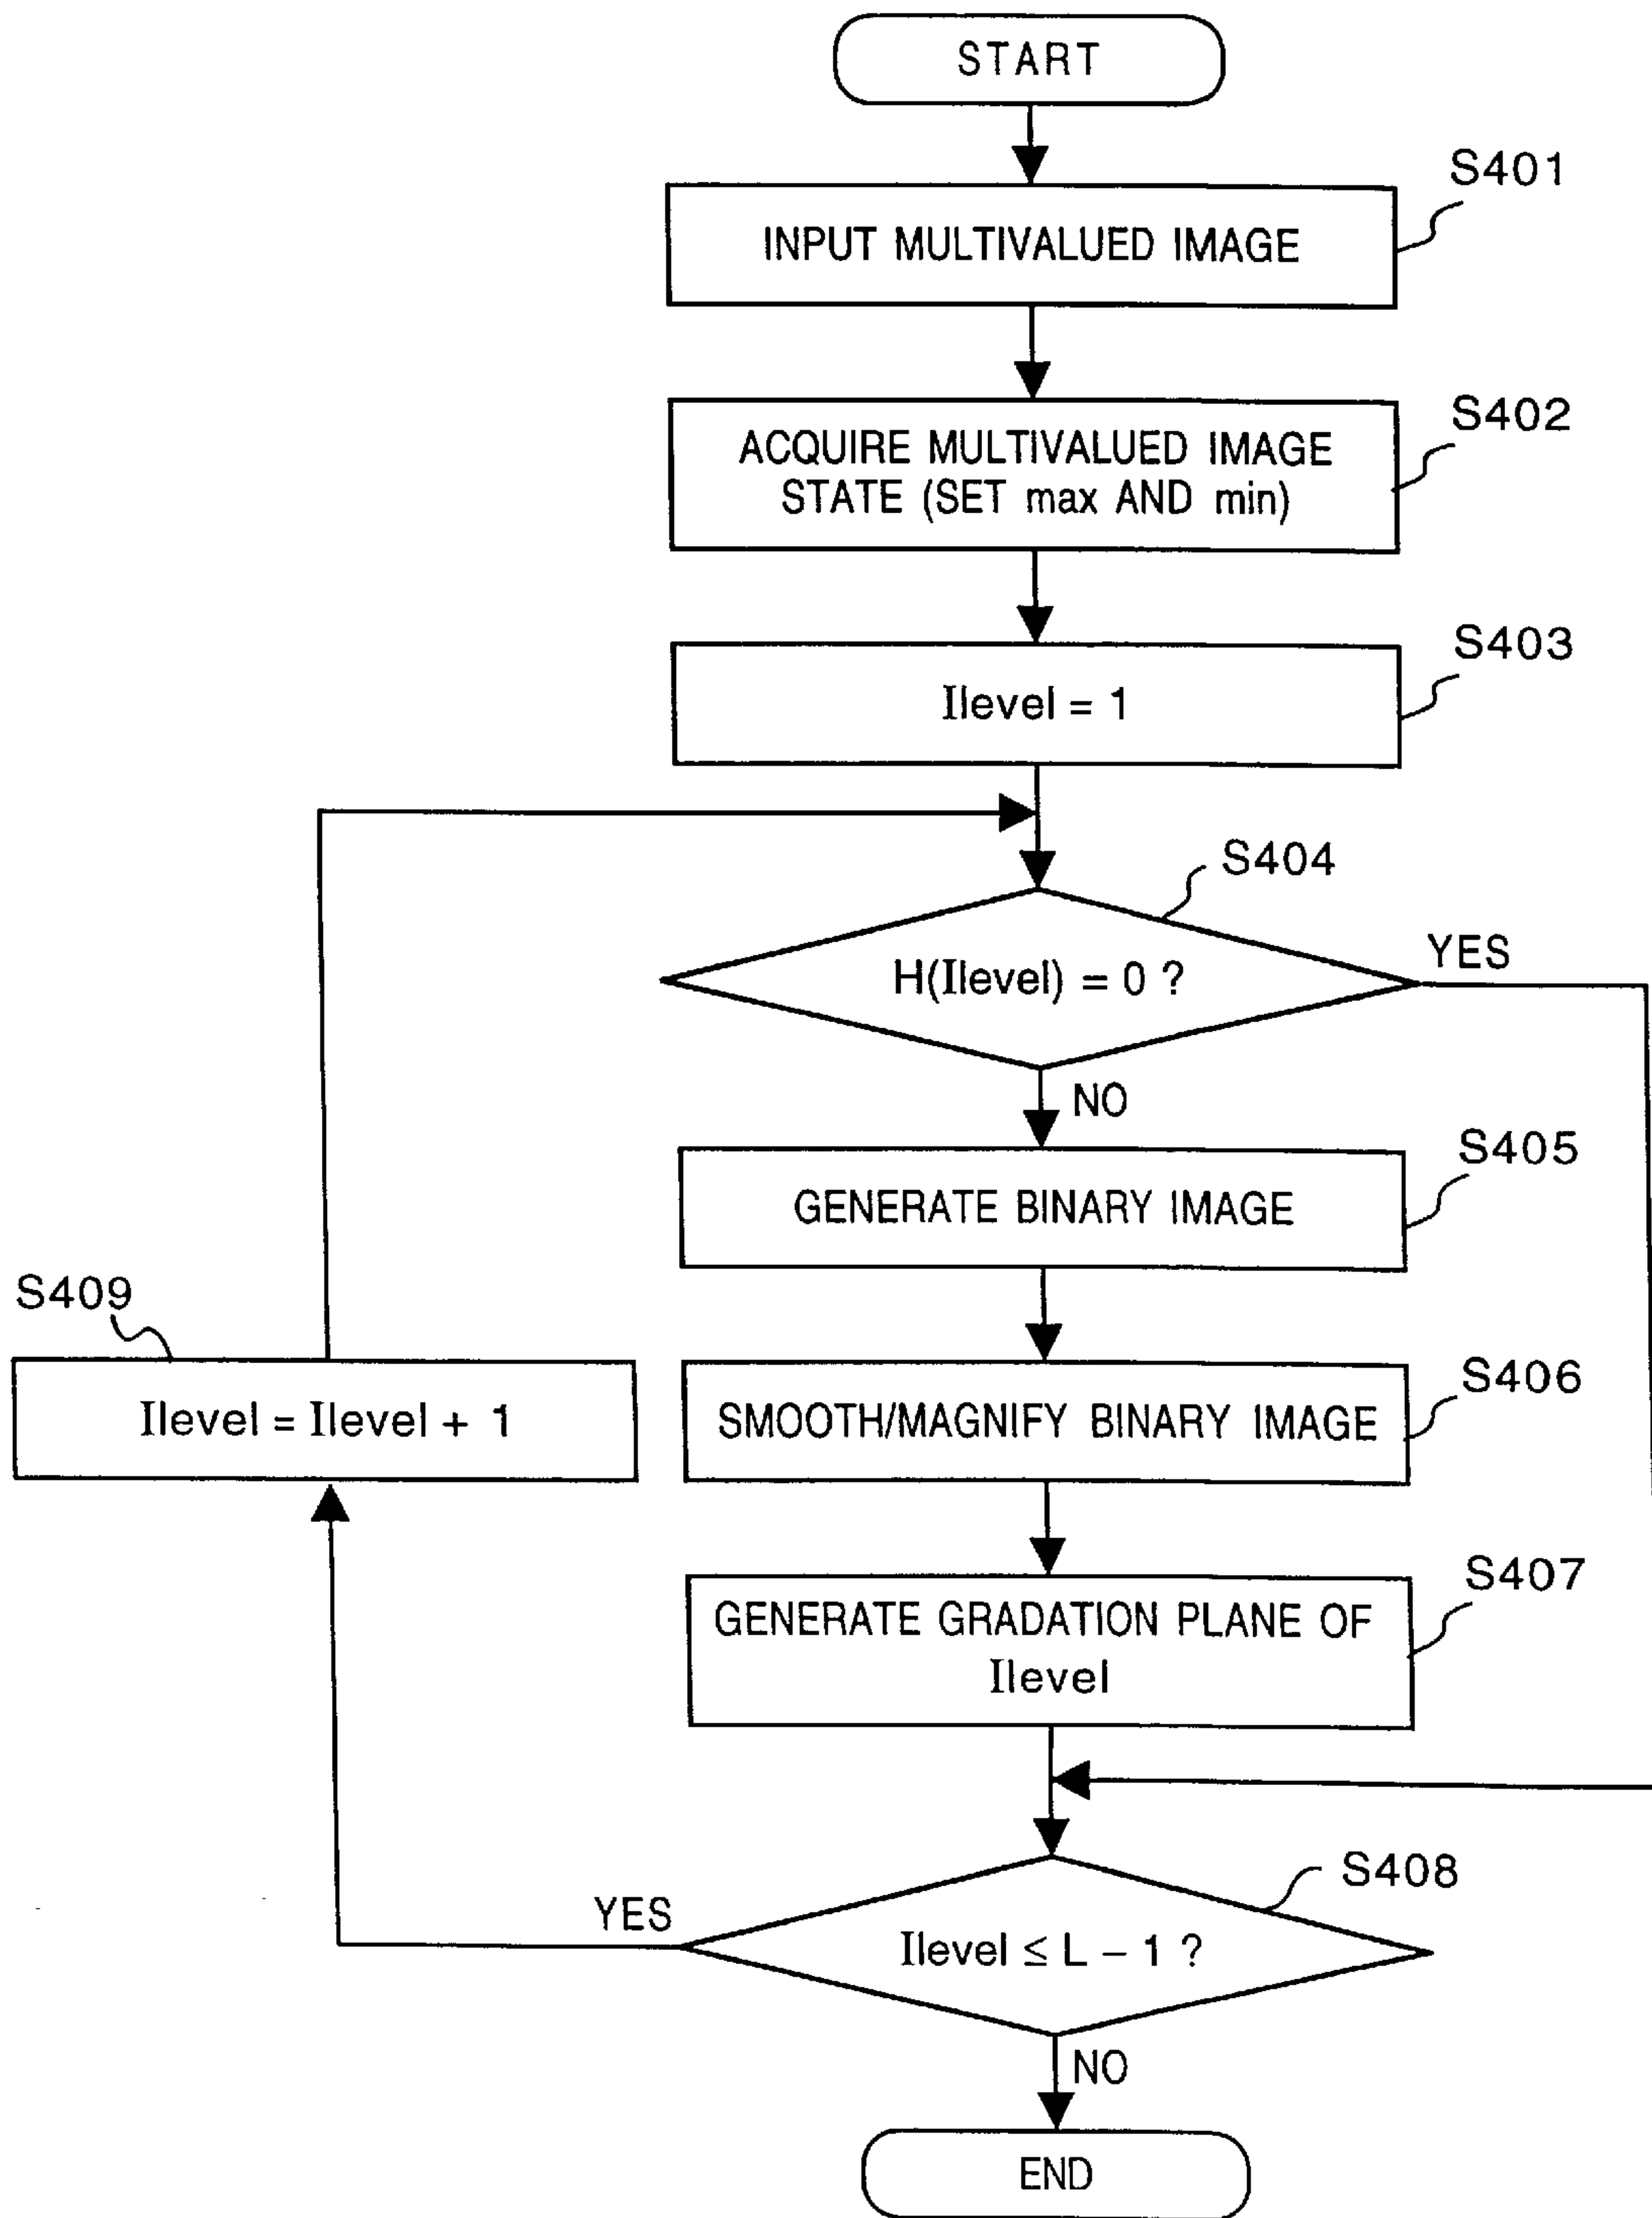 START
S401
INPUT MULTIVALUED IMAGE
S402
ACQUIRE MULTIVALUED IMAGE
STATE (SET max AND min)
S403
Ilevel = 1
S404
H(Ilevel) = 0 ?
YES
NO
S405
GENERATE BINARY IMAGE
S409
Ilevel = Ilevel + 1
S406
SMOOTH/MAGNIFY BINARY IMAGE
S407
GENERATE GRADATION PLANE OF
Ilevel
S408
YES
Ilevel ≤ L – 1 ?
NO
END